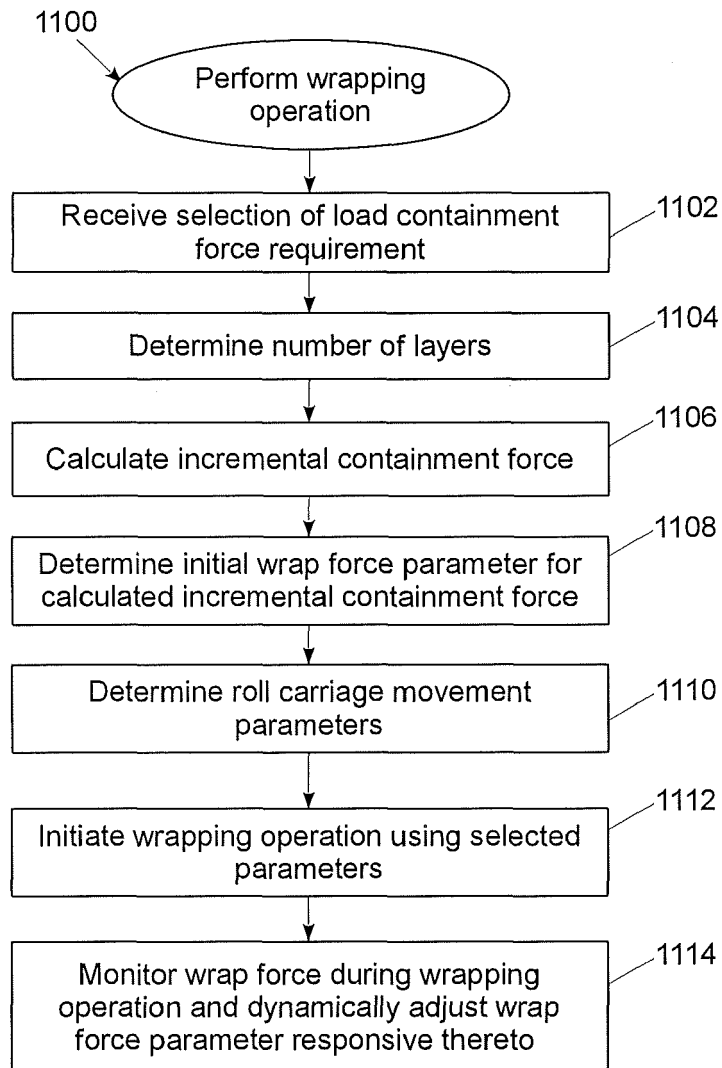 1100
Perform wrapping
operation
Receive selection of load containment
force requirement
1102
Determine number of layers
1104
Calculate incremental containment force
1106
Determine initial wrap force parameter for
calculated incremental containment force
1108
Determine roll carriage movement
parameters
1110
Initiate wrapping operation using selected
parameters
1112
Monitor wrap force during wrapping
operation and dynamically adjust wrap
force parameter responsive thereto
1114